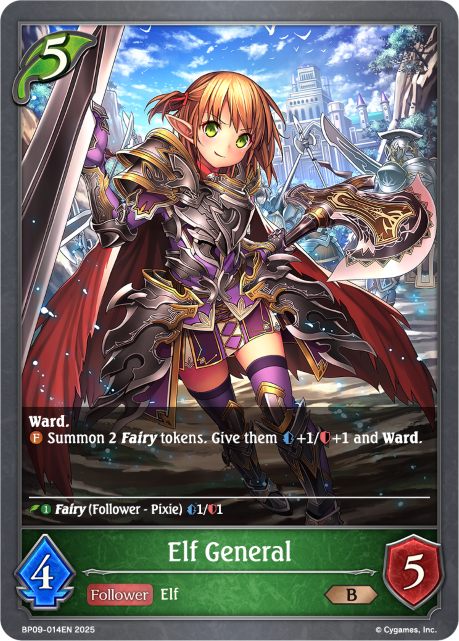 5
Ward.
F Summon 2 Fairy tokens. Give them +1/+1 and Ward.
1 Fairy (Follower - Pixie) 1/1
Elf General
4
Follower Elf
B
5
BP09-014EN 2025
© Cygames, Inc.